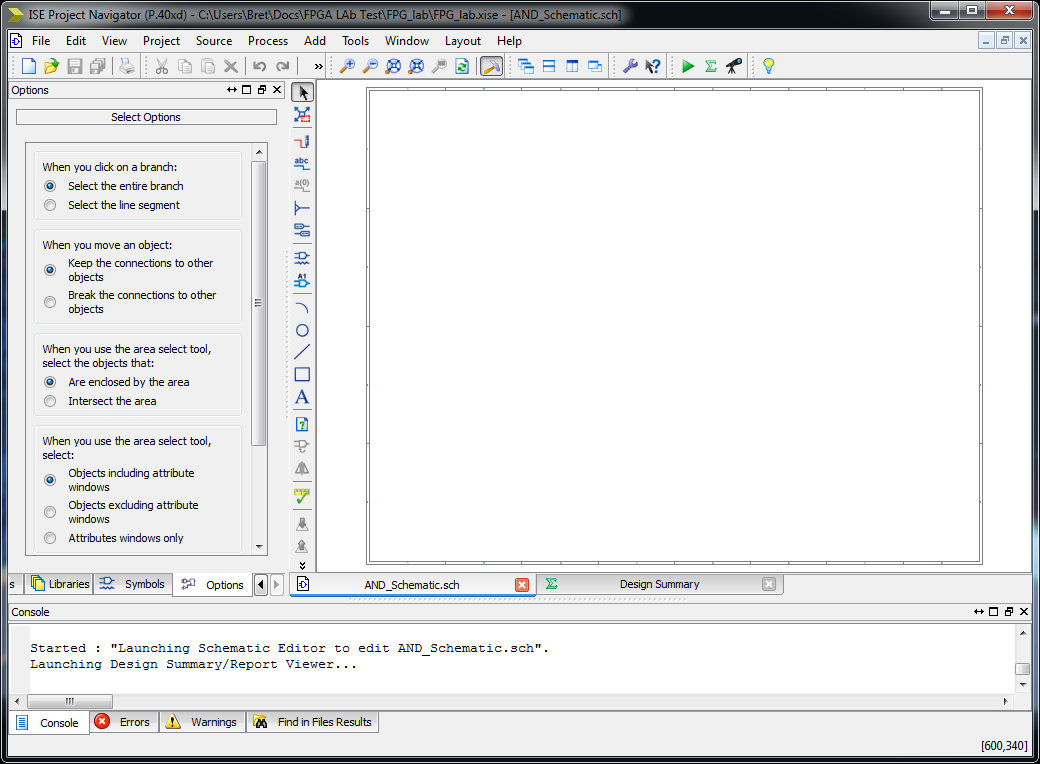 ISE Project Navigator (P.40xd) - C:\Users\Bret\Docs\FPGA LAb Test\FPG_lab\FPG_lab.xise - [AND_Schematic.sch]
File Edit View Project Source Process Add Tools Window Layout Help
»
Options
Select Options
When you click on a branch:
Select the entire branch
Select the line segment
When you move an object:
Keep the connections to other
objects
Break the connections to other
objects
When you use the area select tool,
select the objects that:
Are enclosed by the area
Intersect the area
When you use the area select tool,
select:
Objects including attribute
windows
Objects excluding attribute
windows
Attributes windows only
abc
a(0)
A1
A
s Libraries Symbols Options
AND_Schematic.sch Design Summary
Console
Started : "Launching Schematic Editor to edit AND_Schematic.sch".
Launching Design Summary/Report Viewer...
Console Errors Warnings Find in Files Results
[600,340]